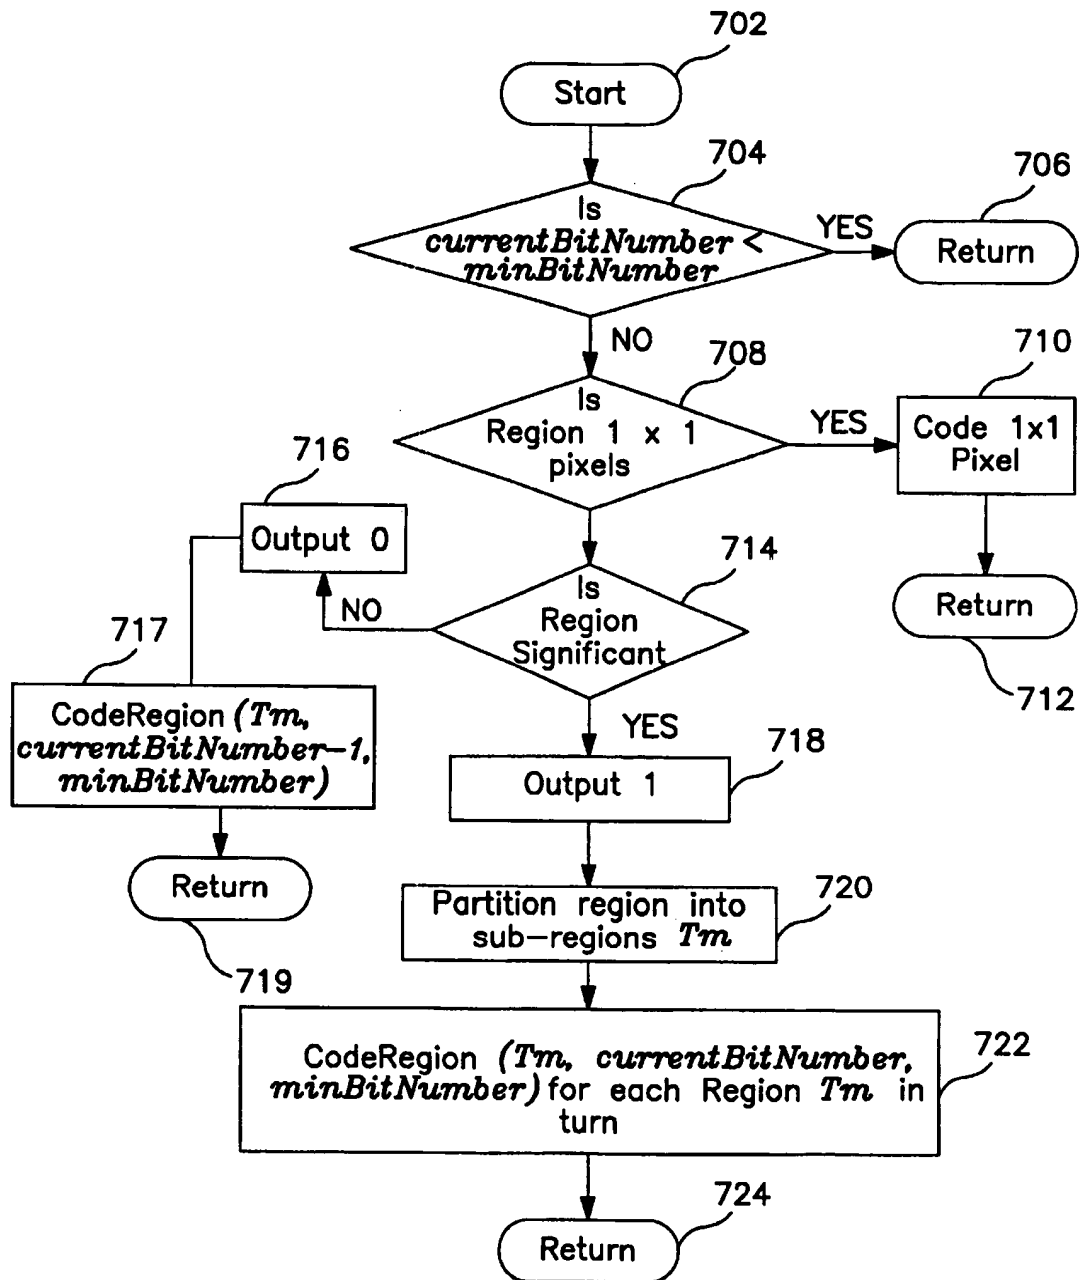 702
Start
704
Is
currentBitNumber <
minBitNumber
YES
706
Return
NO
708
Is
Region 1 x 1
pixels
YES
710
Code 1x1
Pixel
716
Output 0
714
Is
Region
Significant
NO
Return
712
717
CodeRegion (Tm,
currentBitNumber-1,
minBitNumber)
YES
718
Output 1
Return
719
720
Partition region into
sub-regions Tm
722
CodeRegion (Tm, currentBitNumber,
minBitNumber) for each Region Tm in
turn
724
Return